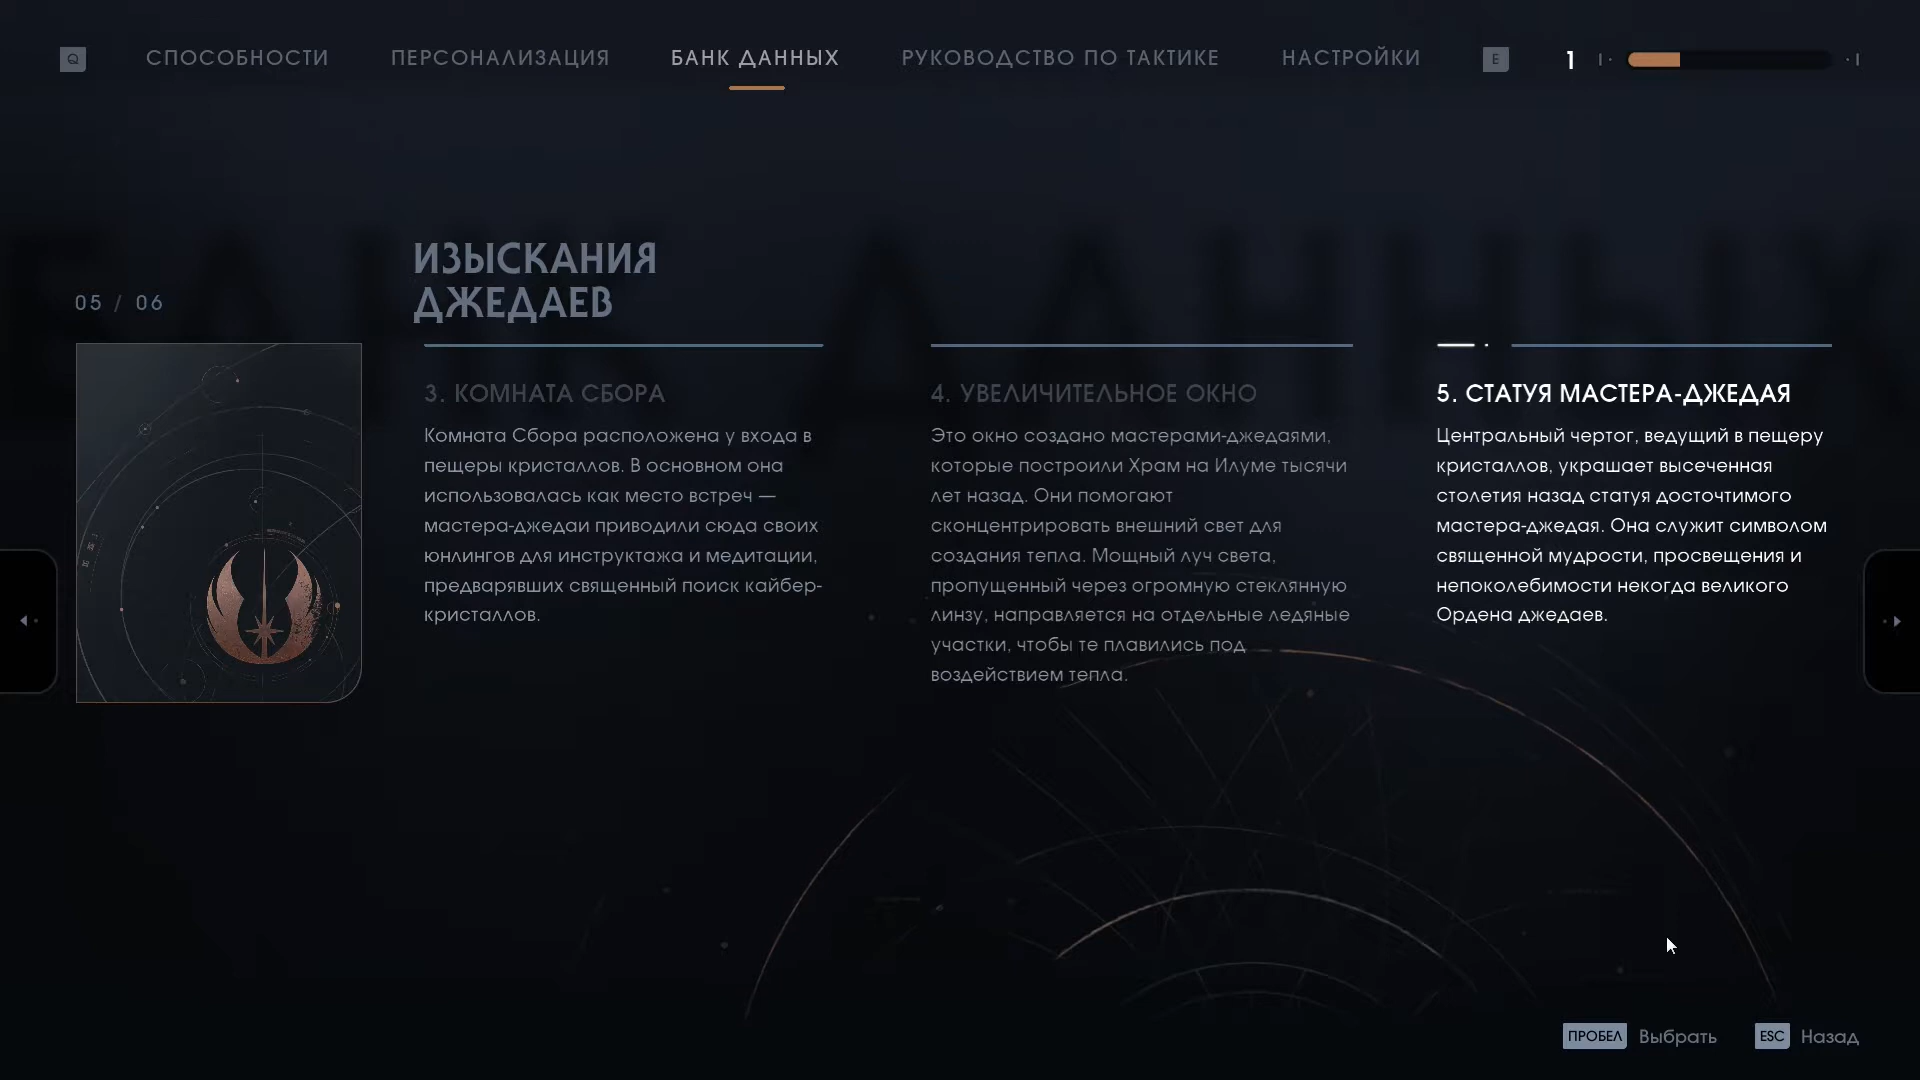 Q СПОСОБНОСТИ ПЕРСОНАЛИЗАЦИЯ БАНК ДАННЫХ РУКОВОДСТВО ПО ТАКТИКЕ НАСТРОЙКИ E 1
БАНК ДАННЫХ
ИЗЫСКАНИЯ
ДЖЕДАЕВ
05 / 06
3. КОМНАТА СБОРА
Комната Сбора расположена у входа в
пещеры кристаллов. В основном она
использовалась как место встреч —
мастера-джедаи приводили сюда своих
юнлингов для инструктажа и медитации,
предварявших священный поиск кайбер-
кристаллов.
4. УВЕЛИЧИТЕЛЬНОЕ ОКНО
Это окно создано мастерами-джедаями,
которые построили Храм на Илуме тысячи
лет назад. Они помогают
сконцентрировать внешний свет для
создания тепла. Мощный луч света,
пропущенный через огромную стеклянную
линзу, направляется на отдельные ледяные
участки, чтобы те плавились под
воздействием тепла.
5. СТАТУЯ МАСТЕРА-ДЖЕДАЯ
Центральный чертог, ведущий в пещеру
кристаллов, украшает высеченная
столетия назад статуя досточтимого
мастера-джедая. Она служит символом
священной мудрости, просвещения и
непоколебимости некогда великого
Ордена джедаев.
ПРОБЕЛ Выбрать ESC Назад